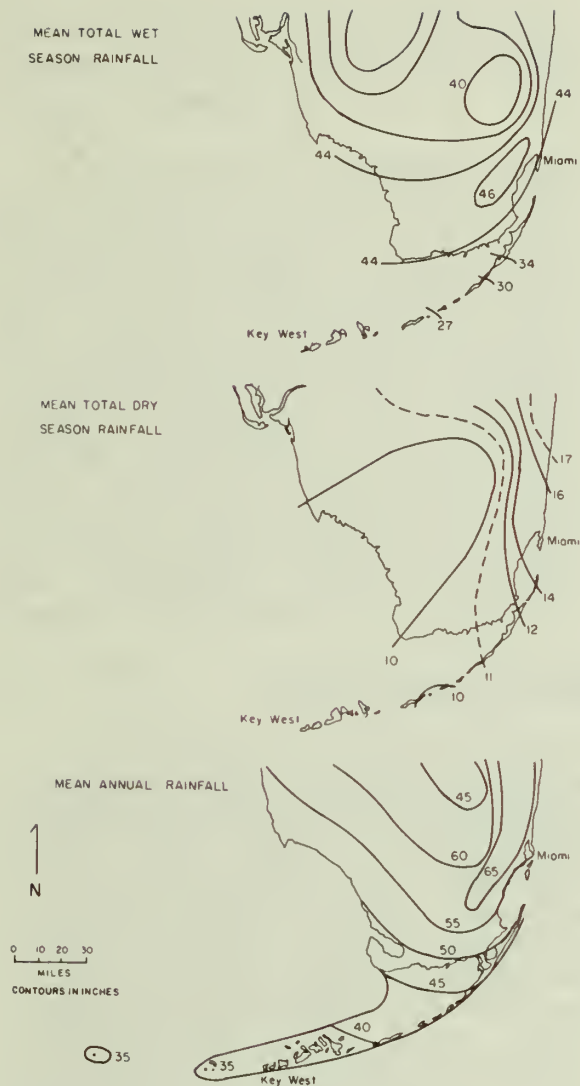 MEAN TOTAL WET
SEASON RAINFALL
40
44
Miami
44
46
44
34
30
27
Key West
MEAN TOTAL DRY
SEASON RAINFALL
17
16
Miami
14
12
10
11
10
Key West
MEAN ANNUAL RAINFALL
45
60
65
Miami
N
55
50
0 10 20 30
MILES
CONTOURS IN INCHES
45
40
35
35
Key West